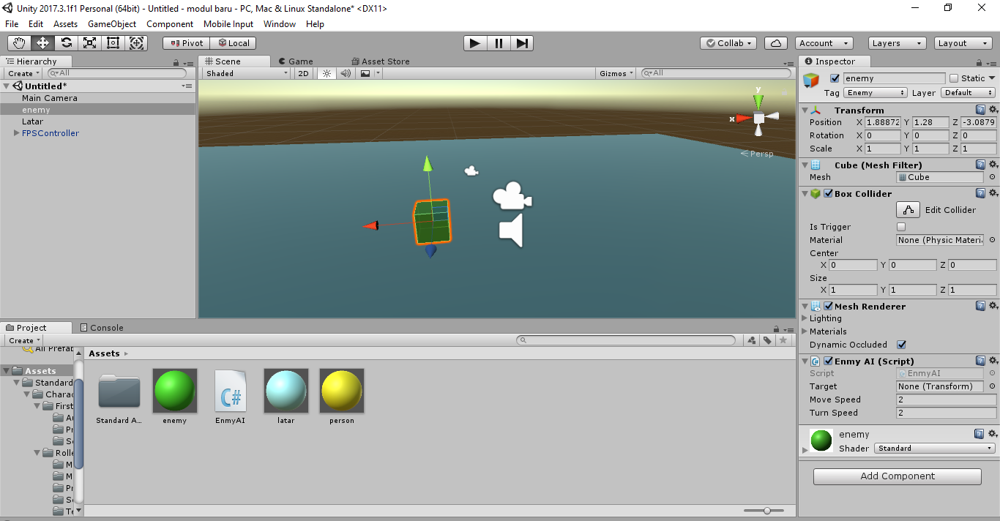 Unity 2017.3.1f1 Personal (64bit) - Untitled - modul baru - PC, Mac & Linux Standalone* <DX11>
File Edit Assets GameObject Component Mobile Input Window Help
Pivot Local Collab Account Layers Layout
Hierarchy
Create All
Untitled*
Main Camera
enemy
Latar
FPSController
Scene Game Asset Store
Shaded 2D Gizmos All
y
x
Persp
Inspector
enemy Static
Tag Enemy Layer Default
Transform
Position X 1.88872 Y 1.28 Z -3.0879
Rotation X 0 Y 0 Z 0
Scale X 1 Y 1 Z 1
Cube (Mesh Filter)
Mesh Cube
Box Collider
Edit Collider
Is Trigger
Material None (Physic Materi
Center
X 0 Y 0 Z 0
Size
X 1 Y 1 Z 1
Mesh Renderer
Lighting
Materials
Dynamic Occluded
Enmy AI (Script)
Script EnmyAI
Target None (Transform)
Move Speed 2
Turn Speed 2
enemy
Shader Standard
Add Component
Project Console
Create
All Prefab
Assets
Standard
Charac
First
A
Pr
Sc
Rolle
M
M
Pr
Sc
Te
Assets
Standard A...
enemy
C#
EnmyAI
latar
person